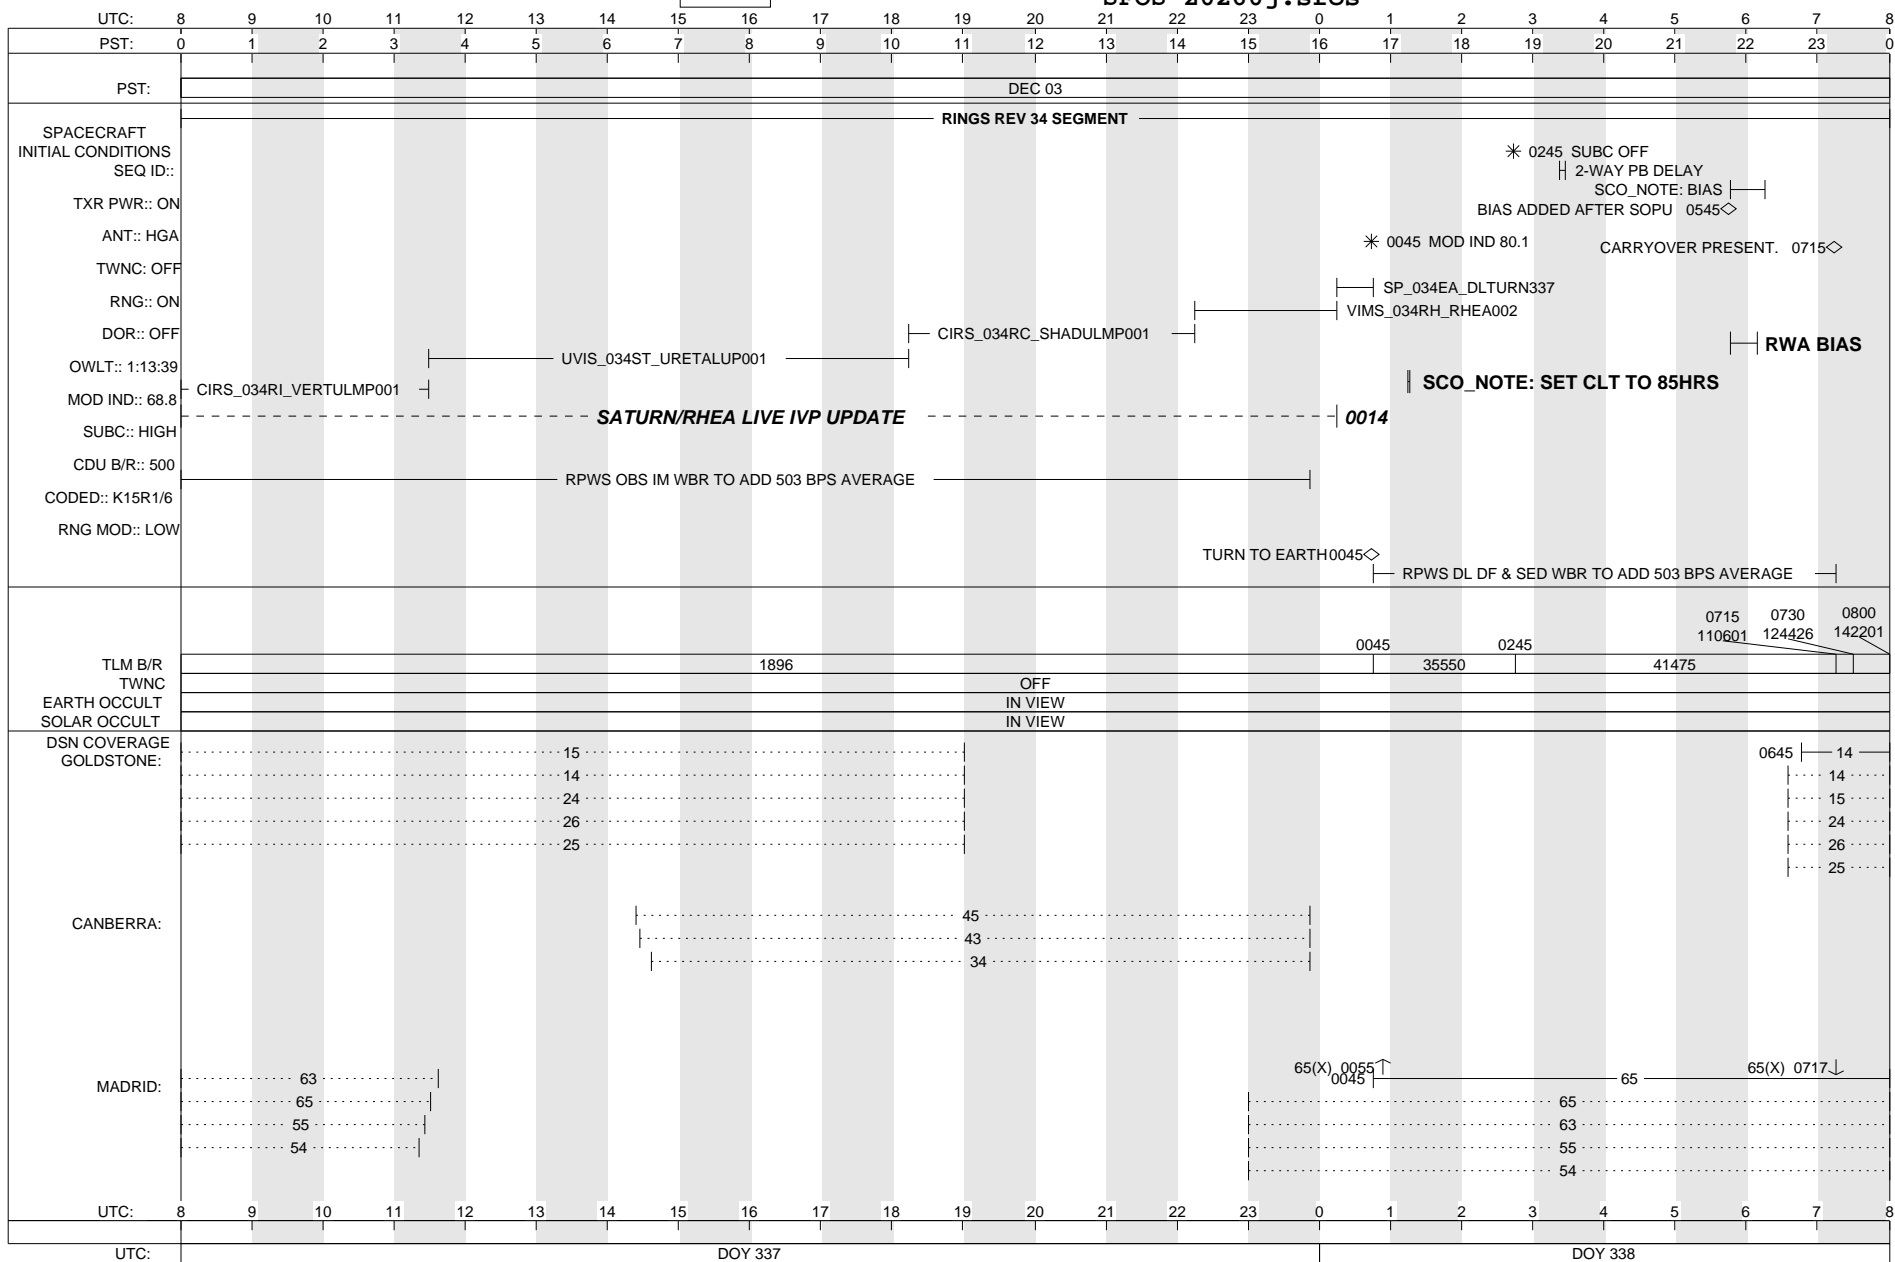 UTC: 8 9 10 11 12 13 14 15 16 17 18 19 20 21 22 23 0 1 2 3 4 5 6 7 8
PST: 0 1 2 3 4 5 6 7 8 9 10 11 12 13 14 15 16 17 18 19 20 21 22 23 0
PST: DEC 03
RINGS REV 34 SEGMENT
SPACECRAFT
INITIAL CONDITIONS
0245 SUBC OFF
SEQ ID::
2-WAY PB DELAY
SCO_NOTE: BIAS
TXR PWR:: ON
BIAS ADDED AFTER SOPU 0545
ANT:: HGA
0045 MOD IND 80.1
CARRYOVER PRESENT. 0715
TWNC: OFF
SP_034EA_DLTURN337
RNG:: ON
VIMS_034RH_RHEA002
DOR:: OFF
CIRS_034RC_SHADULMP001
RWA BIAS
OWLT:: 1:13:39
UVIS_034ST_URETALUP001
SCO_NOTE: SET CLT TO 85HRS
CIRS_034RI_VERTULMP001
MOD IND:: 68.8
SATURN/RHEA LIVE IVP UPDATE 0014
SUBC:: HIGH
CDU B/R:: 500
RPWS OBS IM WBR TO ADD 503 BPS AVERAGE
CODED:: K15R1/6
RNG MOD:: LOW
TURN TO EARTH0045
RPWS DL DF & SED WBR TO ADD 503 BPS AVERAGE
0715 0730 0800
110601 124426 142201
0045 0245
TLM B/R 1896 35550 41475
TWNC OFF
EARTH OCCULT IN VIEW
SOLAR OCCULT IN VIEW
DSN COVERAGE
GOLDSTONE:
15 0645 14
14 14
24 15
26 24
25 26
25
CANBERRA:
45
43
34
65(X) 0055 65(X) 0717
MADRID:
63 0045 65
65 65
55 63
54 55
54
UTC: 8 9 10 11 12 13 14 15 16 17 18 19 20 21 22 23 0 1 2 3 4 5 6 7 8
UTC: DOY 337 DOY 338